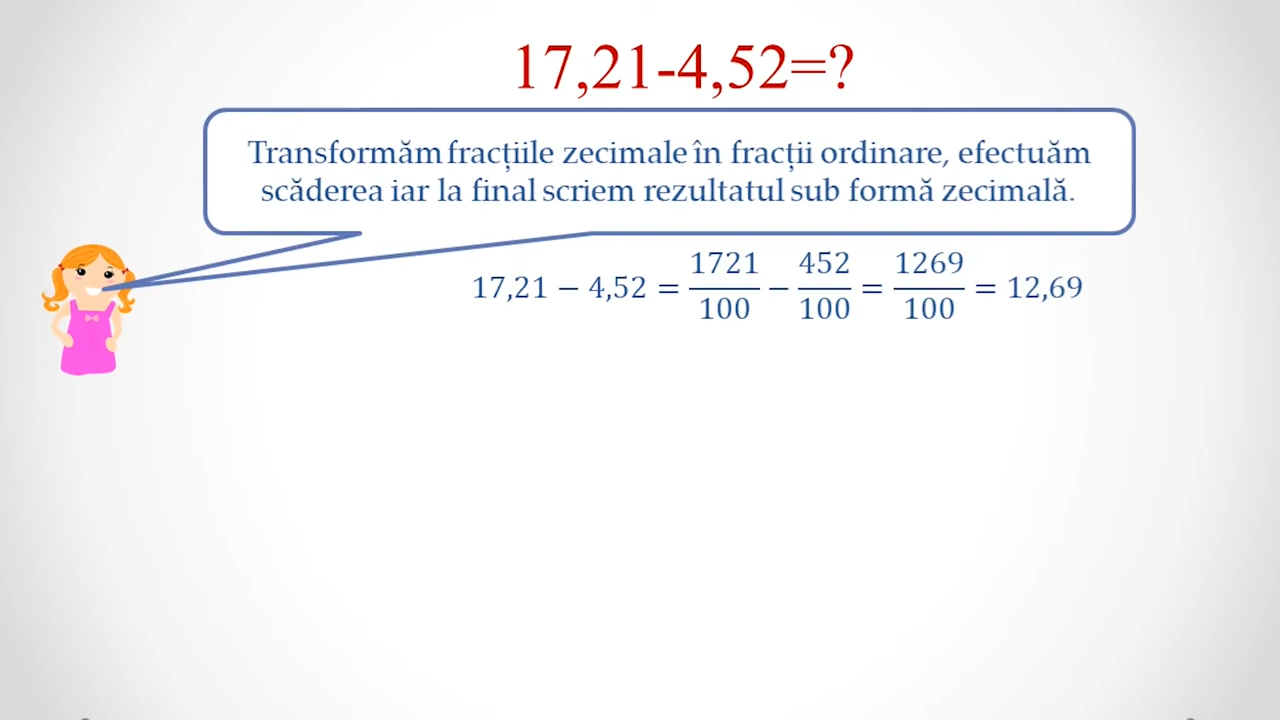 17,21-4,52=?
Transformăm fracțiile zecimale în fracții ordinare, efectuăm
scăderea iar la final scriem rezultatul sub formă zecimală.
17,21 − 4,52 = 1721/100 − 452/100 = 1269/100 = 12,69